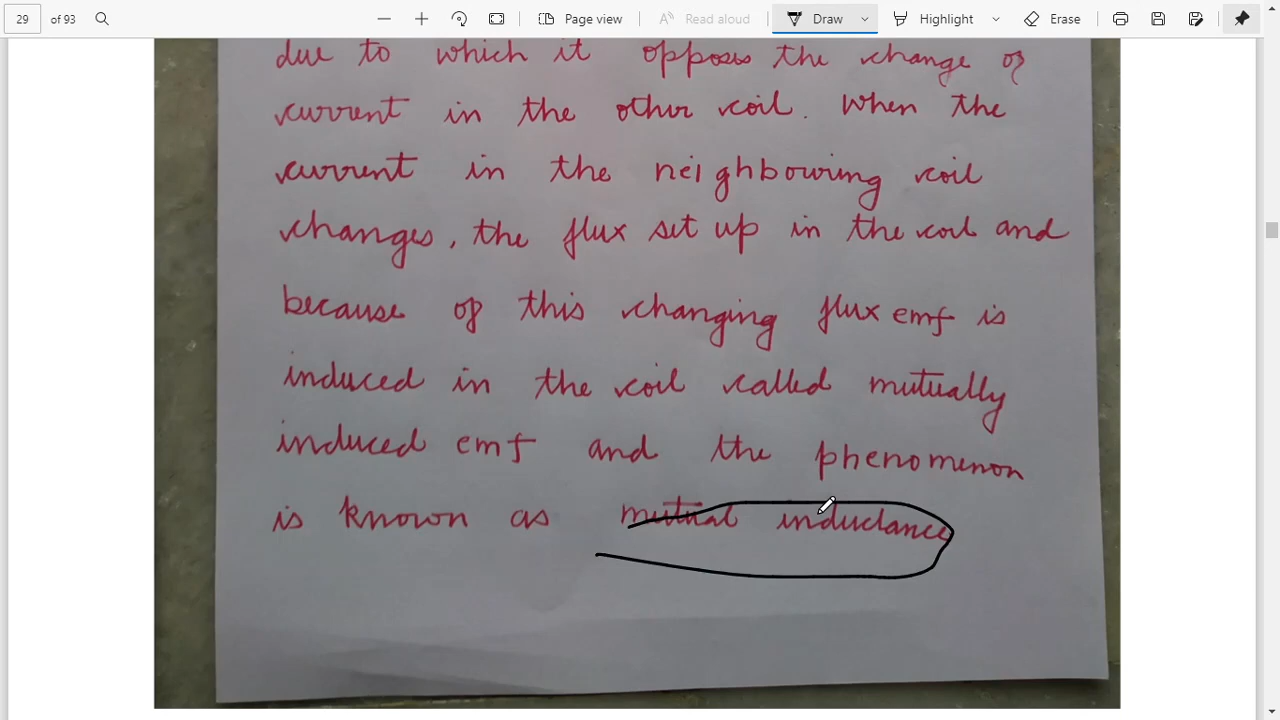 29 of 93 Page view Read aloud Draw Highlight Erase
due to which it opposes the change of
current in the other coil. When the
current in the neighbowring coil
changes, the flux set up in the coil and
because of this changing flux emf is
induced in the coil called mutually
induced emf and the phenomenon
is known as mutual inductance